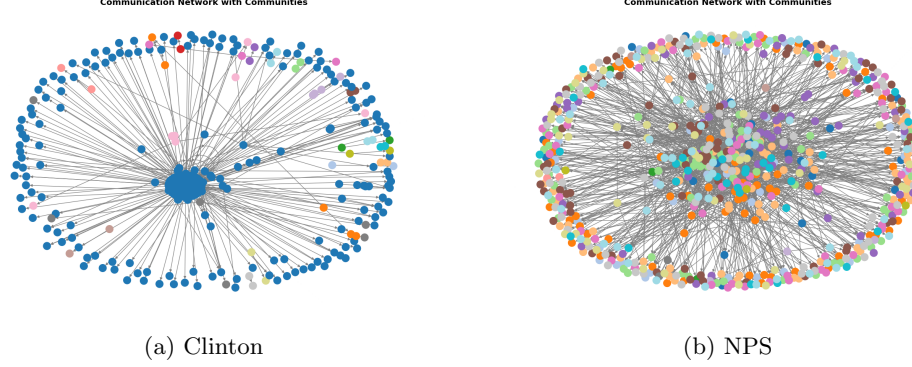 Communication Network with Communities
Communication Network with Communities
(a) Clinton
(b) NPS